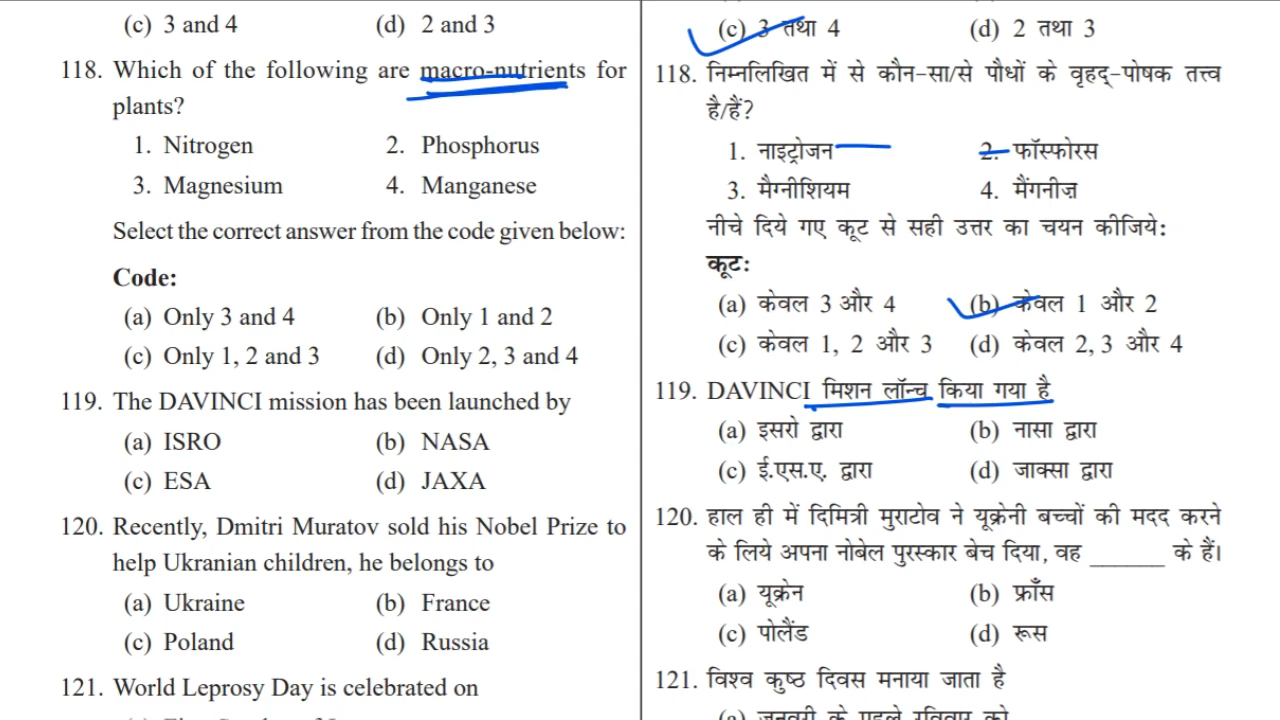 (c) 3 and 4 (d) 2 and 3
118. Which of the following are macro-nutrients for
plants?
1. Nitrogen 2. Phosphorus
3. Magnesium 4. Manganese
Select the correct answer from the code given below:
Code:
(a) Only 3 and 4 (b) Only 1 and 2
(c) Only 1, 2 and 3 (d) Only 2, 3 and 4
119. The DAVINCI mission has been launched by
(a) ISRO (b) NASA
(c) ESA (d) JAXA
120. Recently, Dmitri Muratov sold his Nobel Prize to
help Ukranian children, he belongs to
(a) Ukraine (b) France
(c) Poland (d) Russia
121. World Leprosy Day is celebrated on
(c) 3 तथा 4 (d) 2 तथा 3
118. निम्नलिखित में से कौन-सा/से पौधों के वृहद्-पोषक तत्त्व
है/हैं?
1. नाइट्रोजन 2. फॉस्फोरस
3. मैग्नीशियम 4. मैंगनीज़
नीचे दिये गए कूट से सही उत्तर का चयन कीजिये:
कूटः
(a) केवल 3 और 4 (b) केवल 1 और 2
(c) केवल 1, 2 और 3 (d) केवल 2, 3 और 4
119. DAVINCI मिशन लॉन्च किया गया है
(a) इसरो द्वारा (b) नासा द्वारा
(c) ई.एस.ए. द्वारा (d) जाक्सा द्वारा
120. हाल ही में दिमित्री मुराटोव ने यूक्रेनी बच्चों की मदद करने
के लिये अपना नोबेल पुरस्कार बेच दिया, वह ______ के हैं।
(a) यूक्रेन (b) फ्राँस
(c) पोलैंड (d) रूस
121. विश्व कुष्ठ दिवस मनाया जाता है
(a) जनवरी के पहले रविवार को